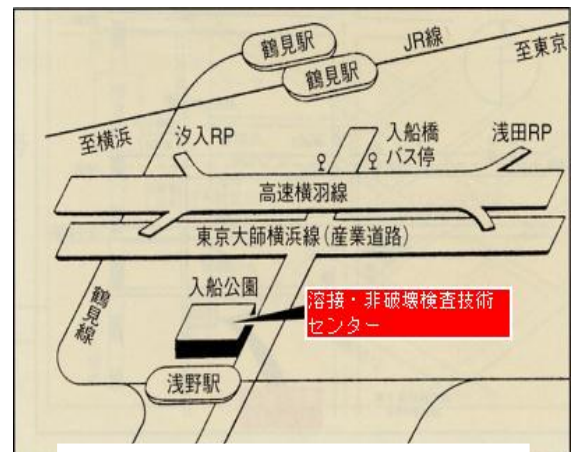 鶴見駅
JR線
至東京
鶴見駅
至横浜
汐入RP
入船橋
バス停
浅田RP
高速横羽線
東京大師横浜線(産業道路)
入船公園
溶接・非破壊検査技術
センター
鶴見線
浅野駅